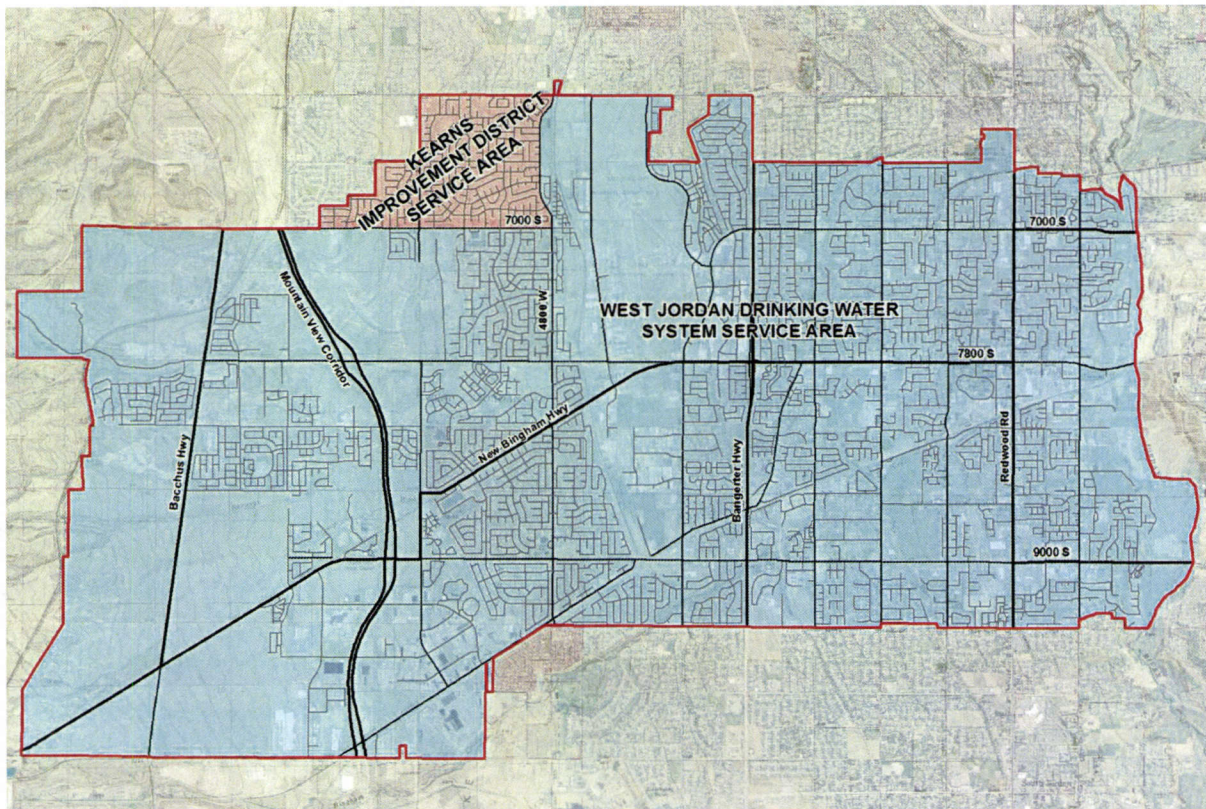 KEARNS
IMPROVEMENT DISTRICT
SERVICE AREA
7000 S
7000 S
Mountain View Corridor
4800 W
WEST JORDAN DRINKING WATER
SYSTEM SERVICE AREA
7800 S
Bacchus Hwy
New Bingham Hwy
Bangerter Hwy
Redwood Rd
9000 S